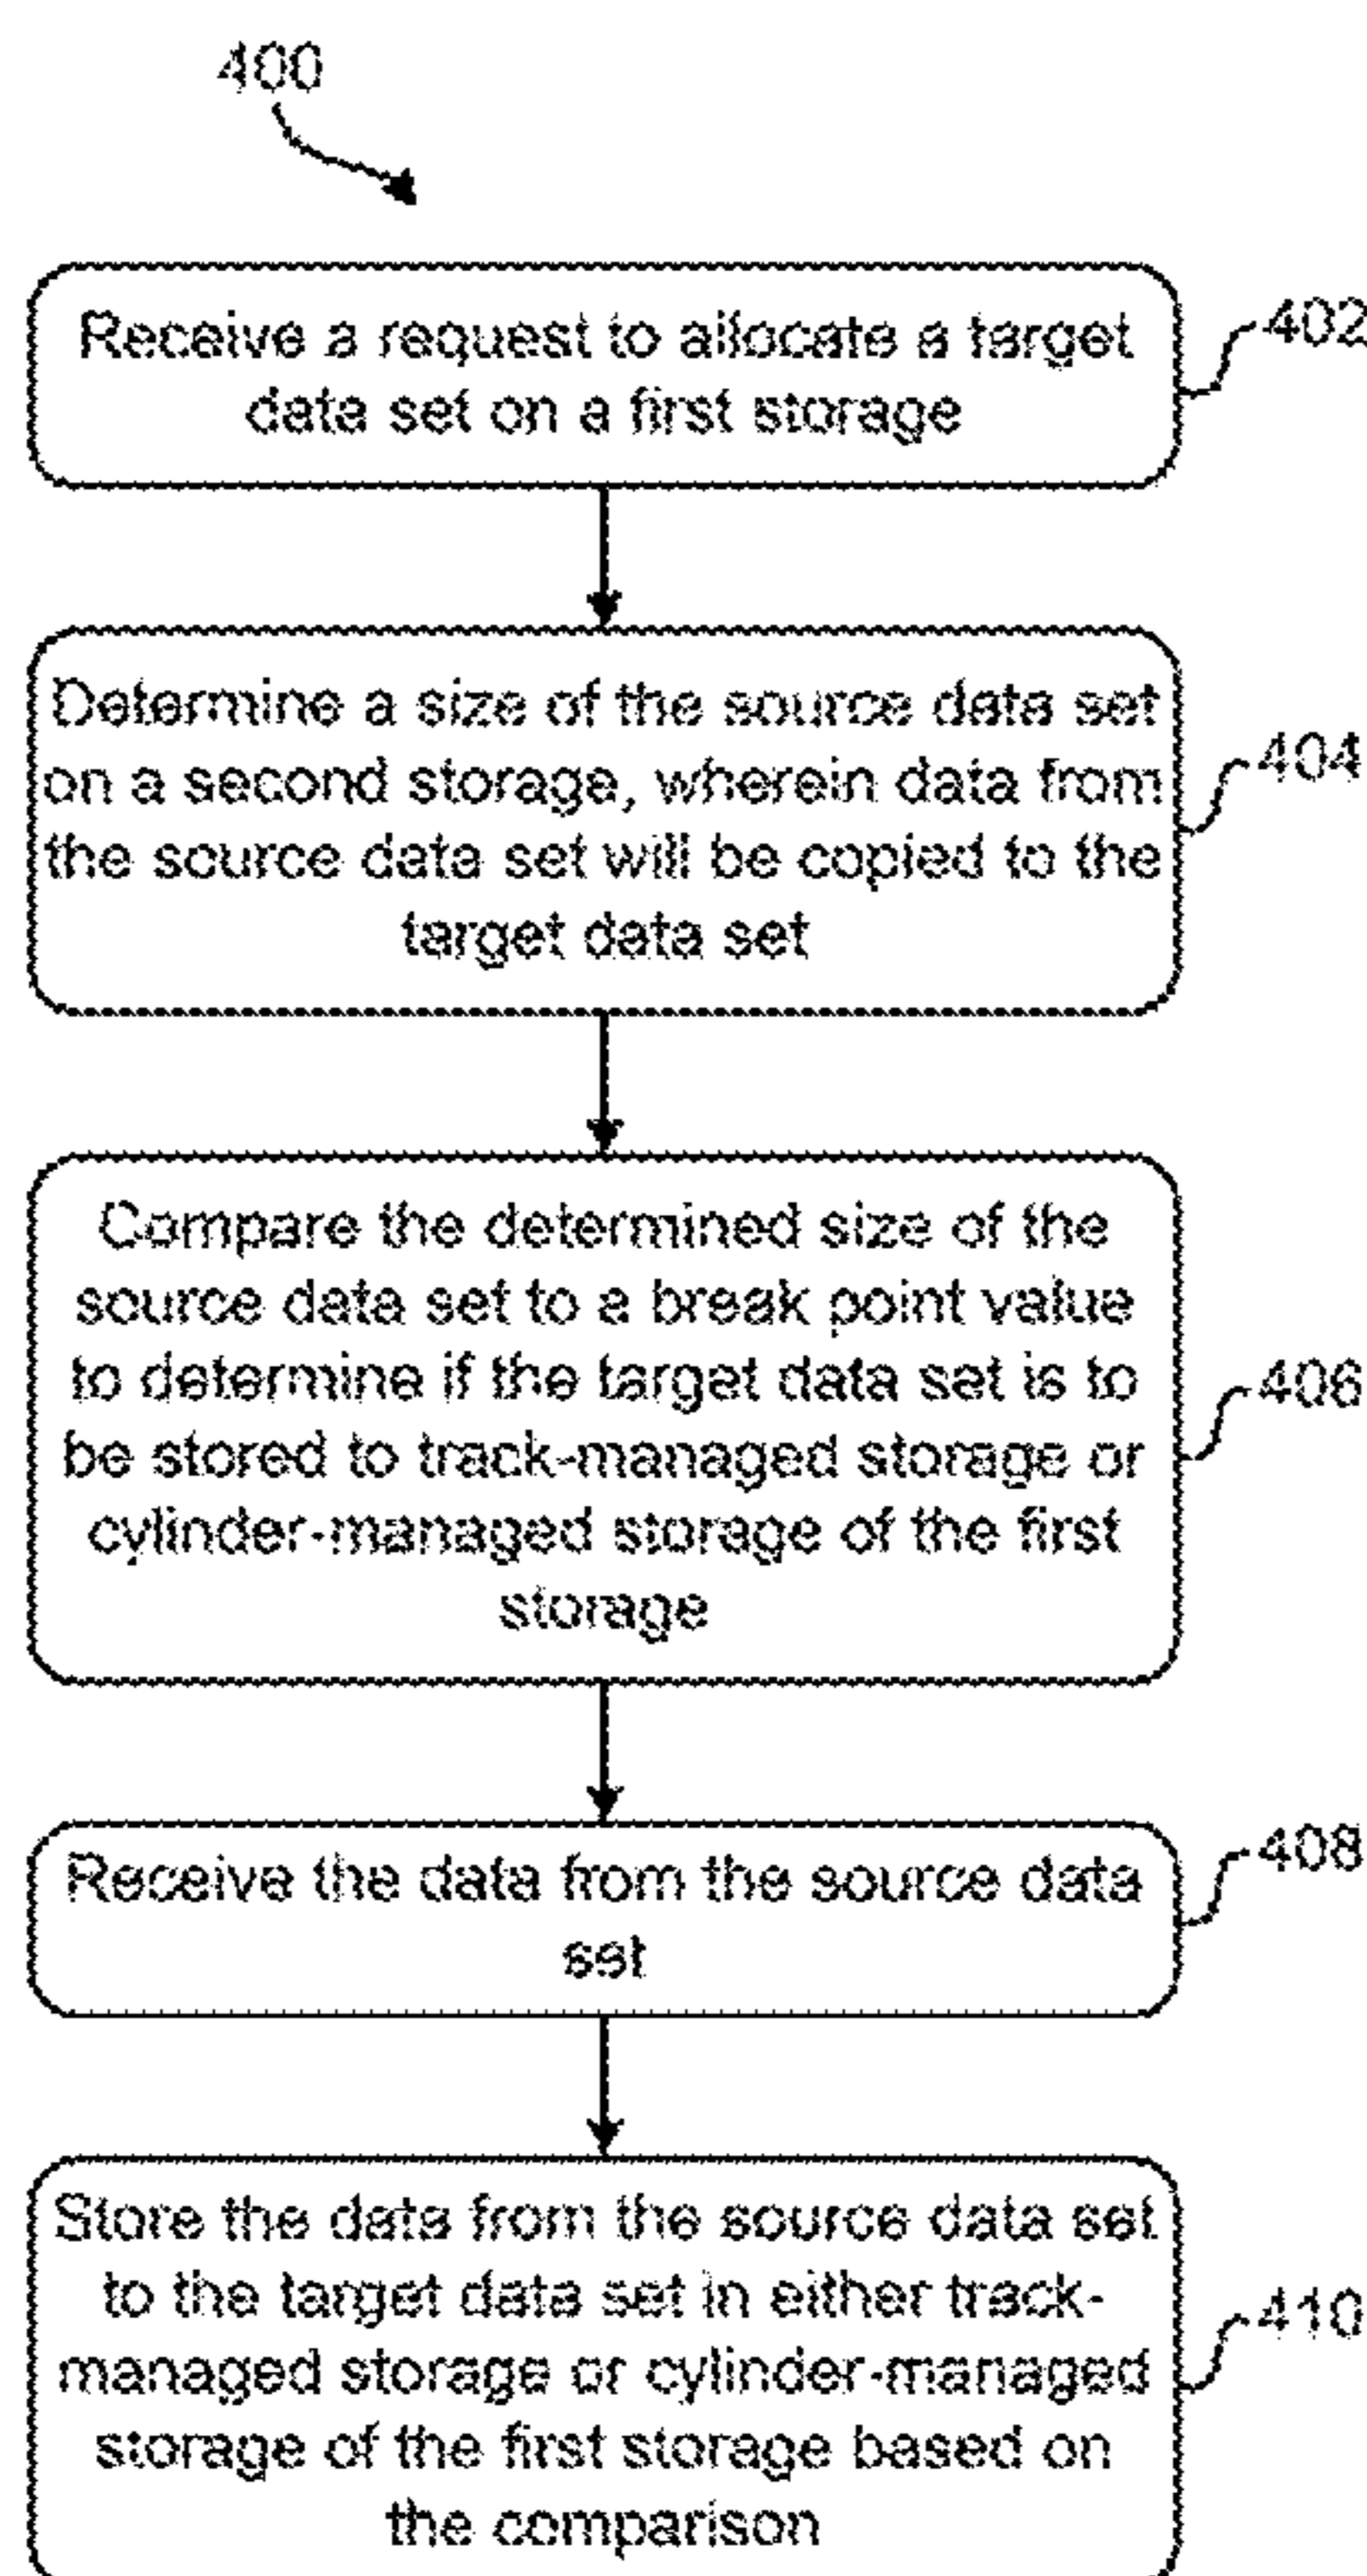 400
Receive a request to allocate a target
data set on a first storage
402
Determine a size of the source data set
on a second storage, wherein data from
the source data set will be copied to the
target data set
404
Compare the determined size of the
source data set to a break point value
to determine if the target data set is to
be stored to track-managed storage or
cylinder-managed storage of the first
storage
406
Receive the data from the source data
set
408
Store the data from the source data set
to the target data set in either track-
managed storage or cylinder-managed
storage of the first storage based on
the comparison
410